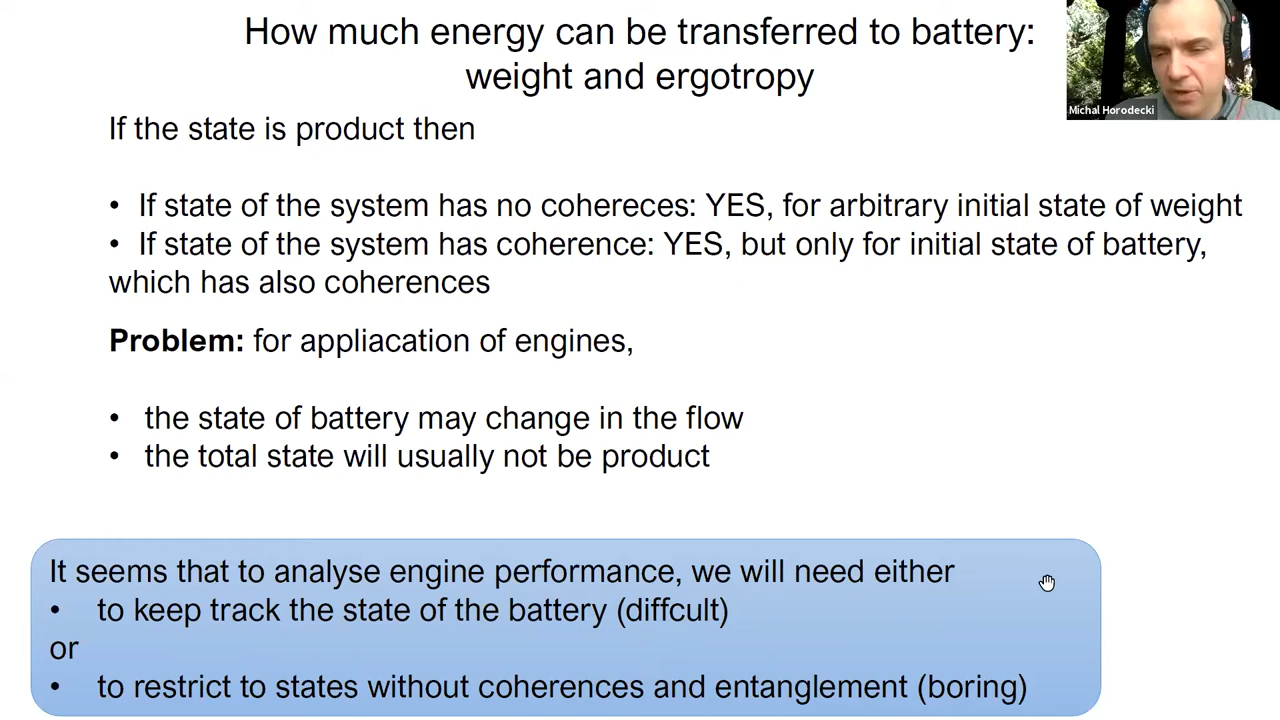 How much energy can be transferred to battery:
weight and ergotropy
Michal Horodecki
If the state is product then
• If state of the system has no cohereces: YES, for arbitrary initial state of weight
• If state of the system has coherence: YES, but only for initial state of battery,
which has also coherences
Problem: for appliacation of engines,
• the state of battery may change in the flow
• the total state will usually not be product
It seems that to analyse engine performance, we will need either
• to keep track the state of the battery (diffcult)
or
• to restrict to states without coherences and entanglement (boring)